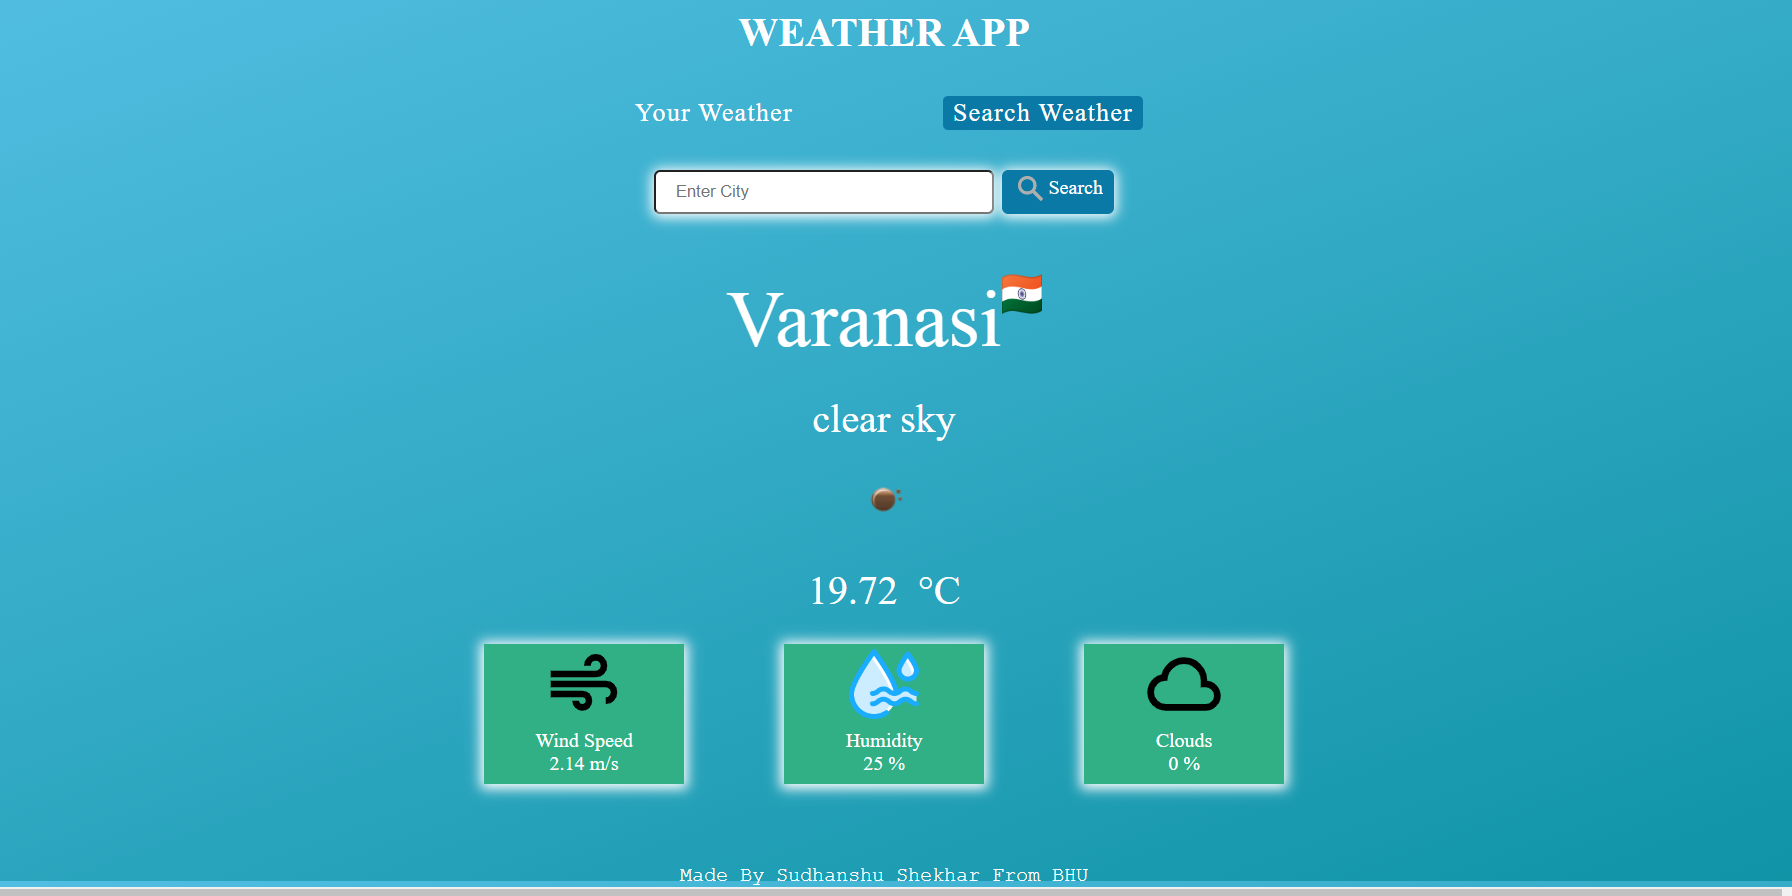 WEATHER APP
Your Weather
Search Weather
Enter City
Search
Varanasi
clear sky
19.72 °C
Wind Speed
2.14 m/s
Humidity
25 %
Clouds
0 %
Made By Sudhanshu Shekhar From BHU